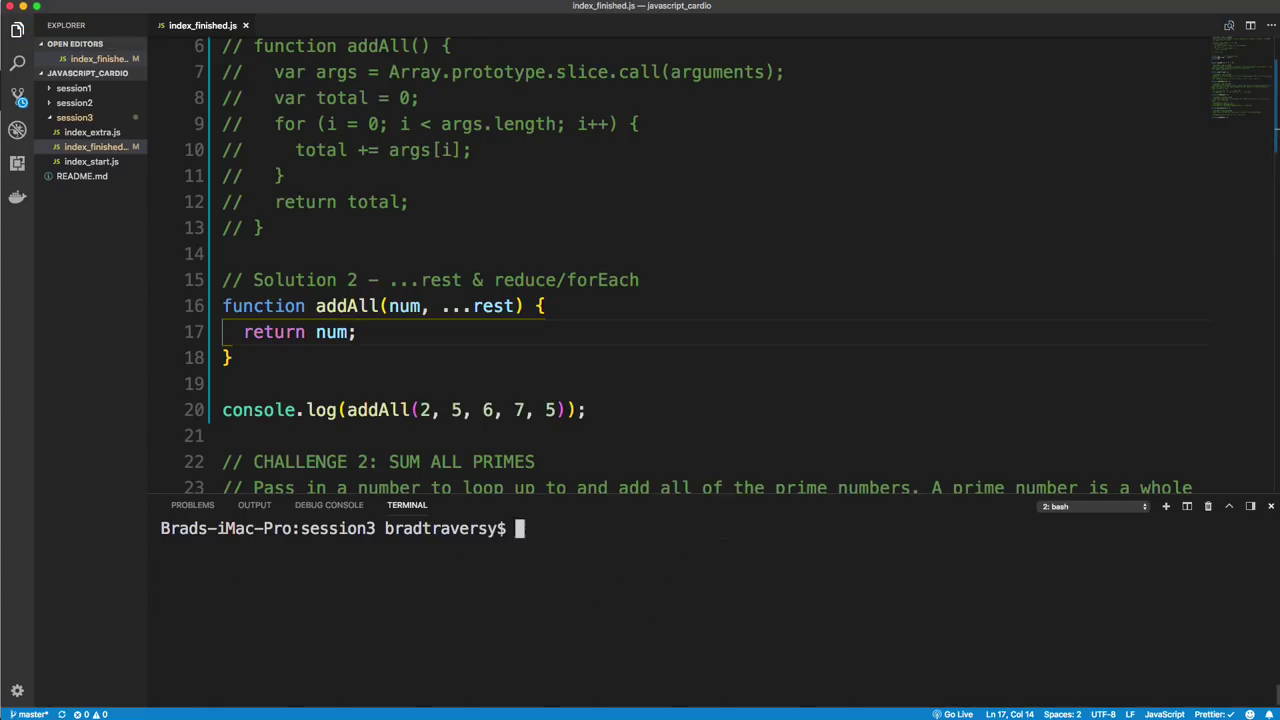 index_finished.js — javascript_cardio
EXPLORER
OPEN EDITORS
index_finishe.. M
JAVASCRIPT_CARDIO
session1
session2
session3
index_extra.js
index_finished... M
index_start.js
README.md
index_finished.js
6 // function addAll() {
7 //   var args = Array.prototype.slice.call(arguments);
8 //   var total = 0;
9 //   for (i = 0; i < args.length; i++) {
10 //     total += args[i];
11 //   }
12 //   return total;
13 // }
14
15 // Solution 2 - ...rest & reduce/forEach
16 function addAll(num, ...rest) {
17   return num;
18 }
19
20 console.log(addAll(2, 5, 6, 7, 5));
21
22 // CHALLENGE 2: SUM ALL PRIMES
23 // Pass in a number to loop up to and add all of the prime numbers. A prime number is a whole
PROBLEMS OUTPUT DEBUG CONSOLE TERMINAL 2: bash
Brads-iMac-Pro:session3 bradtraversy$
master* 0 0 Go Live Ln 17, Col 14 Spaces: 2 UTF-8 LF JavaScript Prettier: ✓